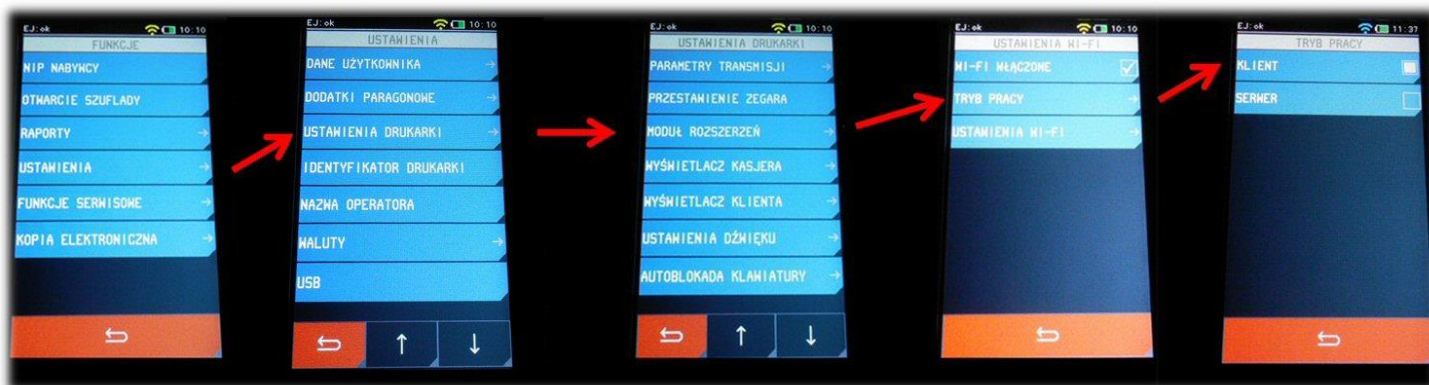 EJ:ok 10:10
FUNKCJE
NIP NABYWCY
OTWARCIE SZUFLADY
RAPORTY
USTAWIENIA
FUNKCJE SERWISOWE
KOPIA ELEKTRONICZNA
EJ:ok 10:10
USTAWIENIA
DANE UŻYTKOWNIKA
DODATKI PARAGONOWE
USTAWIENIA DRUKARKI
IDENTYFIKATOR DRUKARKI
NAZWA OPERATORA
WALUTY
USB
EJ:ok 10:10
USTAWIENIA DRUKARKI
PARAMETRY TRANSMISJI
PRZESTAWIENIE ZEGARA
MODUŁ ROZSZERZEŃ
WYŚWIETLACZ KASJERA
WYŚWIETLACZ KLIENTA
USTAWIENIA DŹWIĘKU
AUTOBLOKADA KLAWIATURY
EJ:ok 10:10
USTAWIENIA WI-FI
WI-FI WŁĄCZONE
TRYB PRACY
USTAWIENIA WI-FI
EJ:ok 11:37
TRYB PRACY
KLIENT
SERWER